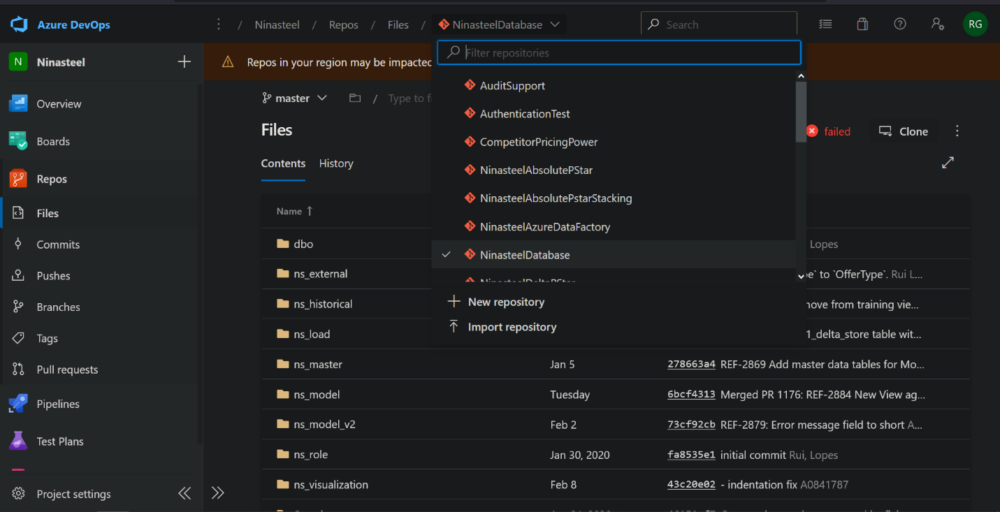 Azure DevOps
/ Ninasteel / Repos / Files / NinasteelDatabase
Search
RG
N Ninasteel
Repos in your region may be impacted
Filter repositories
AuditSupport
AuthenticationTest
CompetitorPricingPower
NinasteelAbsolutePStar
NinasteelAbsolutePstarStacking
NinasteelAzureDataFactory
NinasteelDatabase
NinasteelDeltaPStar
New repository
Import repository
Overview
Boards
Repos
Files
Commits
Pushes
Branches
Tags
Pull requests
Pipelines
Test Plans
Project settings
master / Type to fi
Files
failed Clone
Contents History
Name ↑
dbo Lopes
ns_external pe` to `OfferType`. Rui L...
ns_historical move from training vie...
ns_load 1_delta_store table wit...
ns_master Jan 5 278663a4 REF-2869 Add master data tables for Mo...
ns_model Tuesday 6bcf4313 Merged PR 1176: REF-2884 New View ag...
ns_model_v2 Feb 2 73cf92cb REF-2879: Error message field to short A...
ns_role Jan 30, 2020 fa8535e1 initial commit Rui, Lopes
ns_visualization Feb 8 43c20e02 - indentation fix A0841787